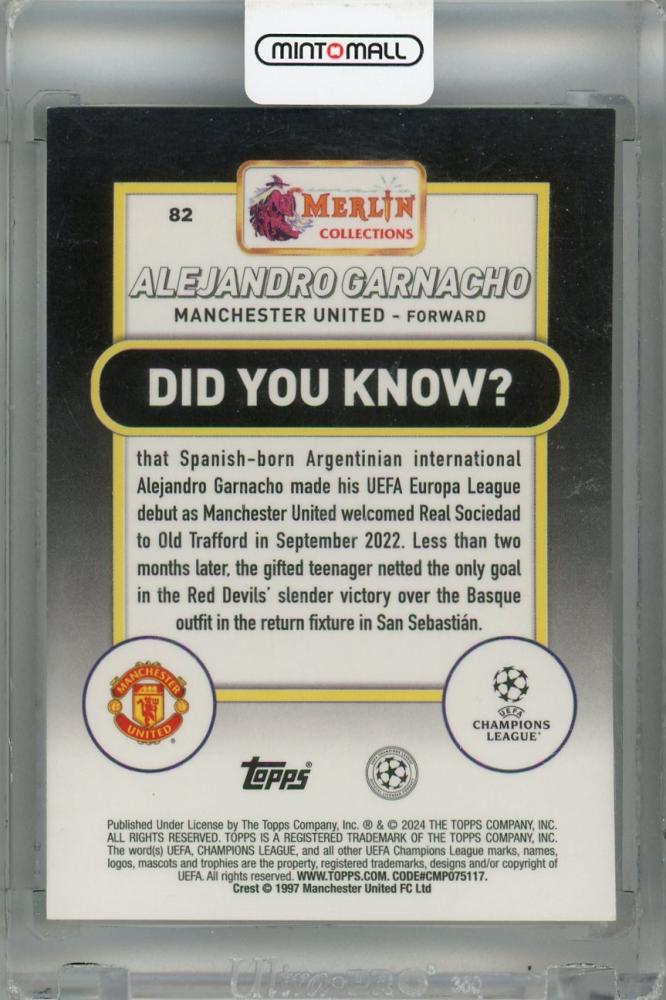 MINTOMALL
82
MERLIN
COLLECTIONS
ALEJANDRO GARNACHO
MANCHESTER UNITED - FORWARD
DID YOU KNOW?
that Spanish-born Argentinian international
Alejandro Garnacho made his UEFA Europa League
debut as Manchester United welcomed Real Sociedad
to Old Trafford in September 2022. Less than two
months later, the gifted teenager netted the only goal
in the Red Devils' slender victory over the Basque
outfit in the return fixture in San Sebastián.
MANCHESTER
UNITED
®
UEFA
CHAMPIONS
LEAGUE®
topps®
Published Under License by The Topps Company, Inc. ® & © 2024 THE TOPPS COMPANY, INC.
ALL RIGHTS RESERVED. TOPPS IS A REGISTERED TRADEMARK OF THE TOPPS COMPANY, INC.
The word(s) UEFA, CHAMPIONS LEAGUE, and all other UEFA Champions League marks, names,
logos, mascots and trophies are the property, registered trademarks, designs and/or copyright of
UEFA. All rights reserved. WWW.TOPPS.COM. CODE#CMP075117.
Crest © 1997 Manchester United FC Ltd
Ultra·PRO®